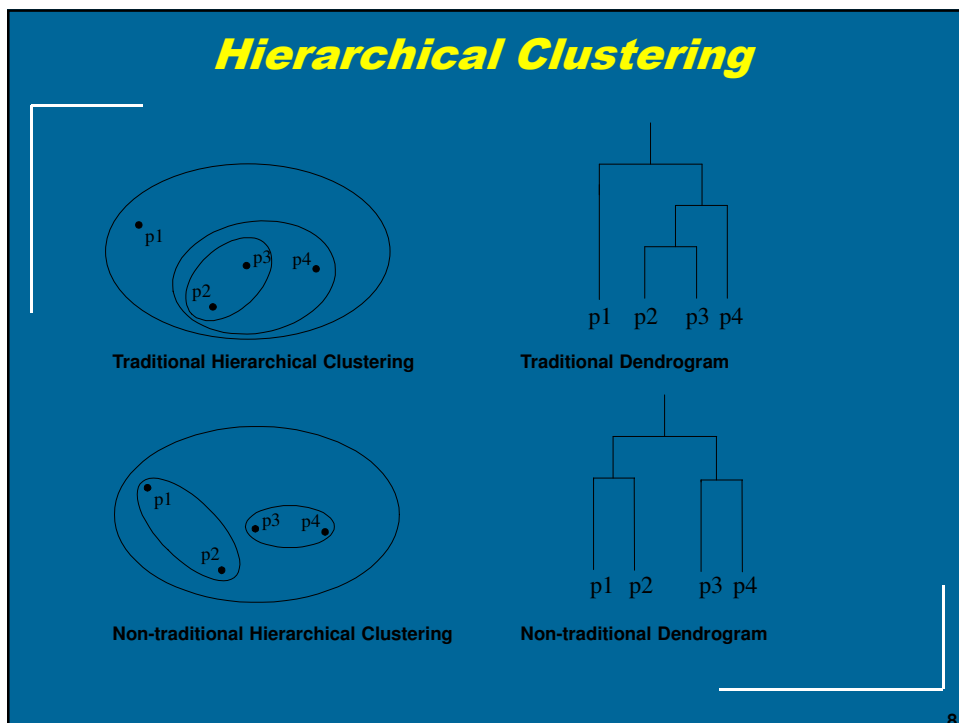 Hierarchical Clustering
p1
p3
p4
p2
p1 p2 p3 p4
Traditional Hierarchical Clustering
Traditional Dendrogram
p1
p3 p4
p2
p1 p2 p3 p4
Non-traditional Hierarchical Clustering
Non-traditional Dendrogram
8